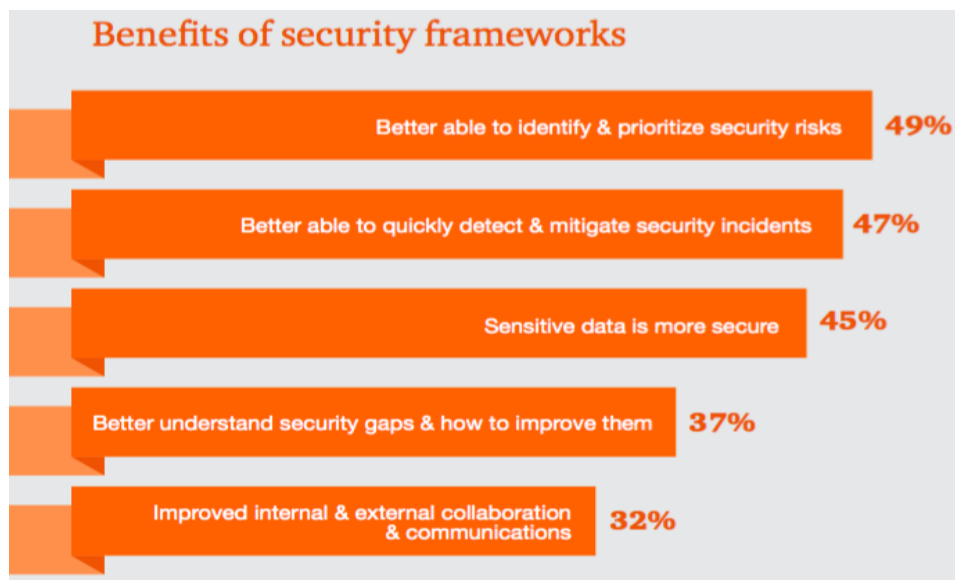 Benefits of security frameworks
Better able to identify & prioritize security risks 49%
Better able to quickly detect & mitigate security incidents 47%
Sensitive data is more secure 45%
Better understand security gaps & how to improve them 37%
Improved internal & external collaboration
& communications 32%